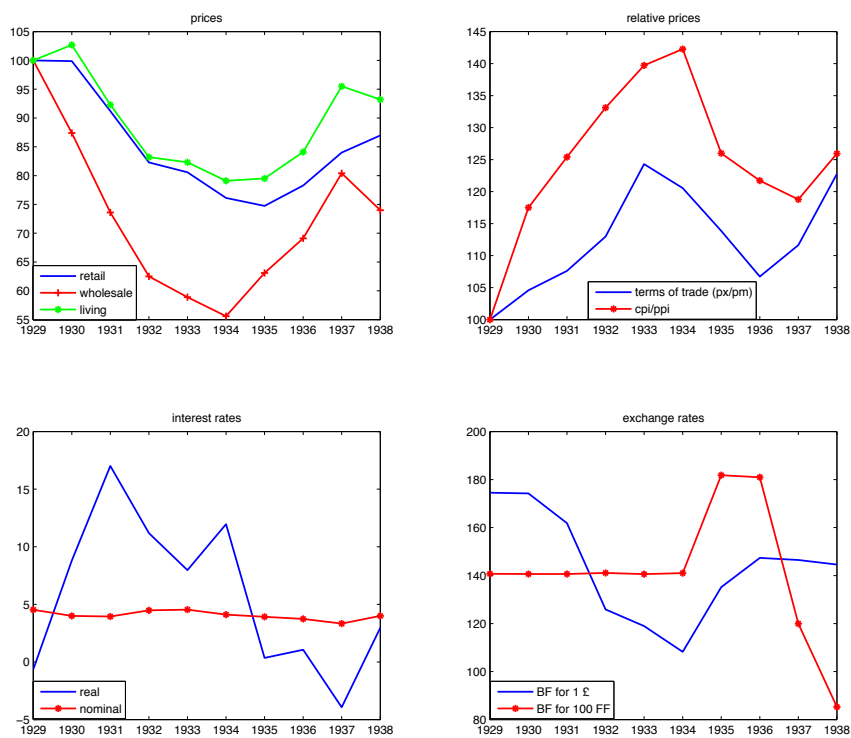 prices
105
100
95
90
85
80
75
70
65
60
55
retail
wholesale
living
1929 1930 1931 1932 1933 1934 1935 1936 1937 1938
relative prices
145
140
135
130
125
120
115
110
105
100
terms of trade (px/pm)
cpi/ppi
1929 1930 1931 1932 1933 1934 1935 1936 1937 1938
interest rates
20
15
10
5
0
−5
real
nominal
1929 1930 1931 1932 1933 1934 1935 1936 1937 1938
exchange rates
200
180
160
140
120
100
80
BF for 1 £
BF for 100 FF
1929 1930 1931 1932 1933 1934 1935 1936 1937 1938